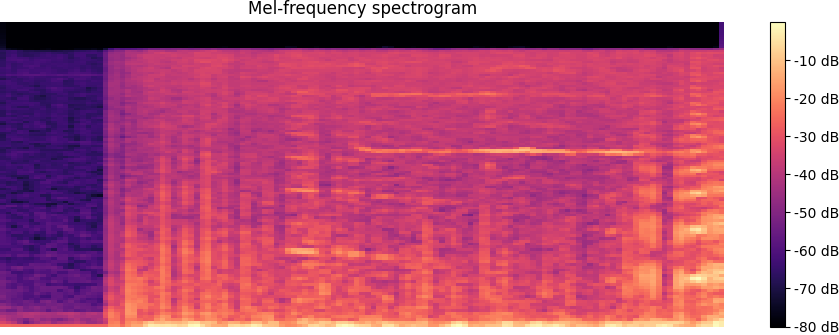 Mel-frequency spectrogram
-10 dB
-20 dB
-30 dB
-40 dB
-50 dB
-60 dB
-70 dB
-80 dB